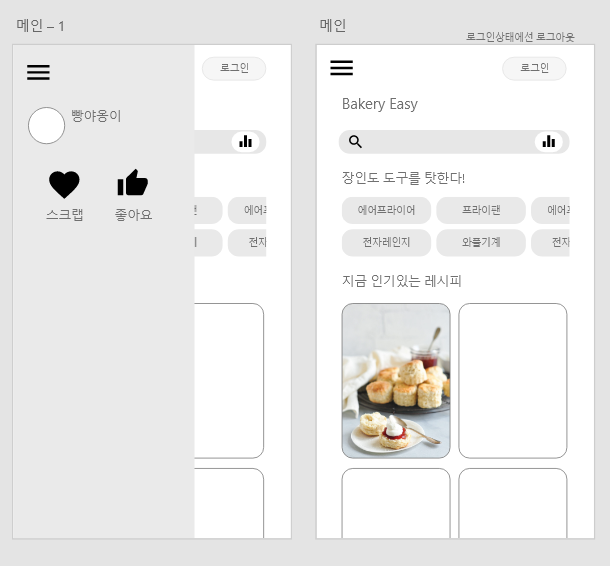 메인 – 1
빵야옹이
스크랩
좋아요
로그인
에어프
전자
메인
로그인상태에선 로그아웃
로그인
Bakery Easy
장인도 도구를 탓한다!
에어프라이어
프라이팬
에어프
전자레인지
와플기계
전자
지금 인기있는 레시피